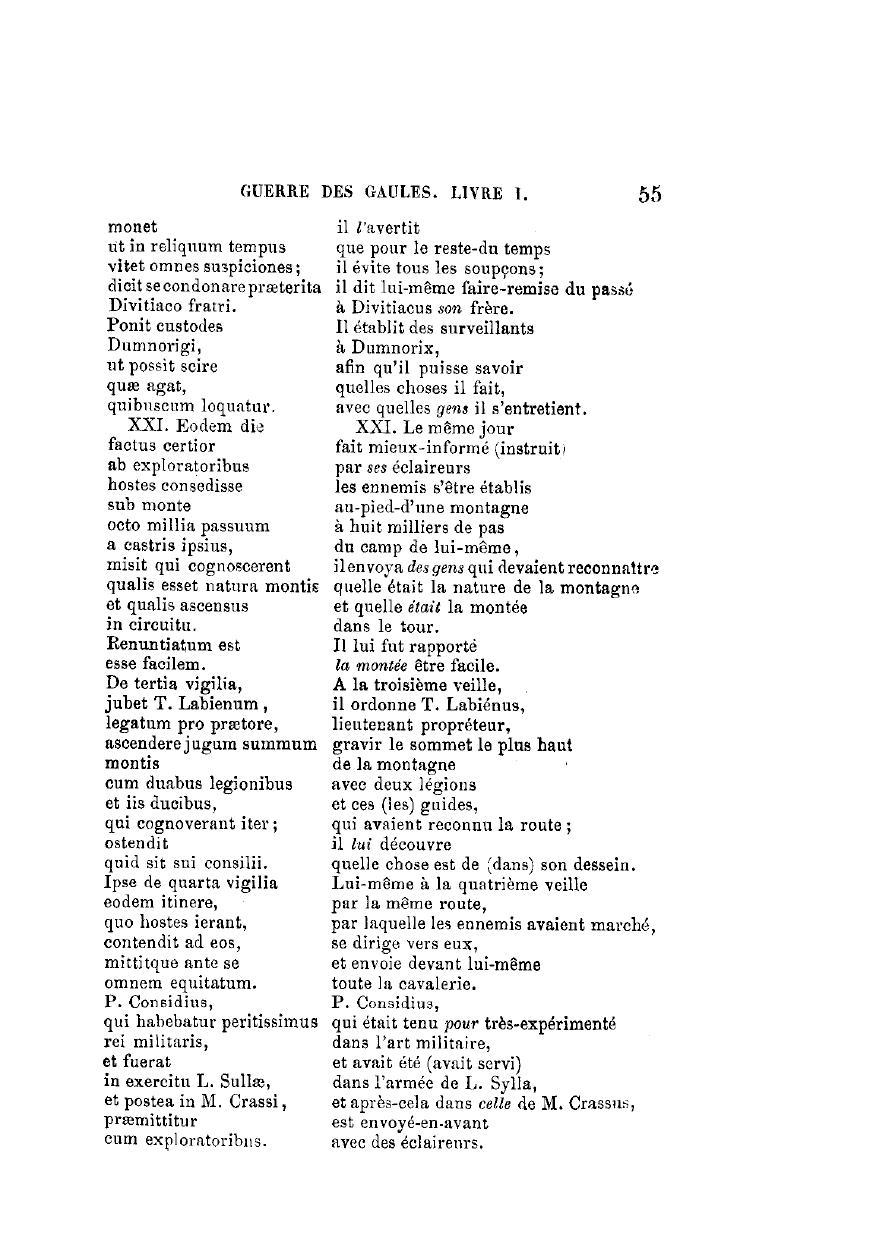 GUERRE DES GAULES. LIVRE I. 55
monet il l'avertit
ut in reliquum tempus que pour le reste-du temps
vitet omnes suspiciones; il évite tous les soupçons;
dicit se condonare præterita il dit lui-même faire-remise du passé
Divitiaco fratri. à Divitiacus son frère.
Ponit custodes Il établit des surveillants
Dumnorigi, à Dumnorix,
ut possit scire afin qu'il puisse savoir
quæ agat, quelles choses il fait,
quibuscum loquatur. avec quelles gens il s'entretient.
XXI. Eodem die XXI. Le même jour
factus certior fait mieux-informé (instruit)
ab exploratoribus par ses éclaireurs
hostes consedisse les ennemis s'être établis
sub monte au-pied-d'une montagne
octo millia passuum à huit milliers de pas
a castris ipsius, du camp de lui-même,
misit qui cognoscerent il envoya des gens qui devaient reconnaître
qualis esset natura montis quelle était la nature de la montagne
et qualis ascensus et quelle était la montée
in circuitu. dans le tour.
Renuntiatum est Il lui fut rapporté
esse facilem. la montée être facile.
De tertia vigilia, A la troisième veille,
jubet T. Labienum, il ordonne T. Labiénus,
legatum pro prætore, lieutenant propréteur,
ascendere jugum summum gravir le sommet le plus haut
montis de la montagne
cum duabus legionibus avec deux légions
et iis ducibus, et ces (les) guides,
qui cognoverant iter; qui avaient reconnu la route;
ostendit il lui découvre
quid sit sui consilii. quelle chose est de (dans) son dessein.
Ipse de quarta vigilia Lui-même à la quatrième veille
eodem itinere, par la même route,
quo hostes ierant, par laquelle les ennemis avaient marché,
contendit ad eos, se dirige vers eux,
mittitque ante se et envoie devant lui-même
omnem equitatum. toute la cavalerie.
P. Considius, P. Considius,
qui habebatur peritissimus qui était tenu pour très-expérimenté
rei militaris, dans l'art militaire,
et fuerat et avait été (avait servi)
in exercitu L. Sullæ, dans l'armée de L. Sylla,
et postea in M. Crassi, et après-cela dans celle de M. Crassus,
præmittitur est envoyé-en-avant
cum exploratoribus. avec des éclaireurs.